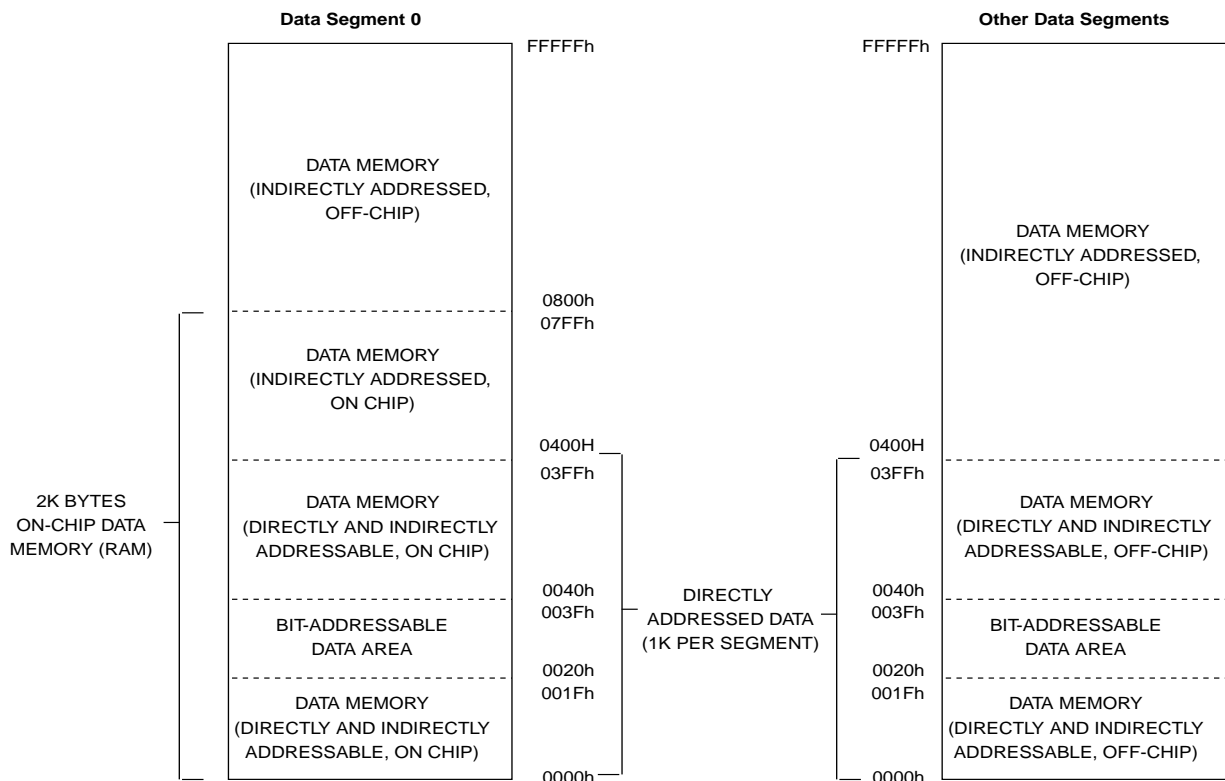 Data Segment 0
FFFFFh
DATA MEMORY
(INDIRECTLY ADDRESSED,
OFF-CHIP)
0800h
07FFh
DATA MEMORY
(INDIRECTLY ADDRESSED,
ON CHIP)
0400H
03FFh
2K BYTES
ON-CHIP DATA
MEMORY (RAM)
DATA MEMORY
(DIRECTLY AND INDIRECTLY
ADDRESSABLE, ON CHIP)
0040h
003Fh
BIT-ADDRESSABLE
DATA AREA
0020h
001Fh
DATA MEMORY
(DIRECTLY AND INDIRECTLY
ADDRESSABLE, ON CHIP)
0000h
DIRECTLY
ADDRESSED DATA
(1K PER SEGMENT)
Other Data Segments
FFFFFh
DATA MEMORY
(INDIRECTLY ADDRESSED,
OFF-CHIP)
0400H
03FFh
DATA MEMORY
(DIRECTLY AND INDIRECTLY
ADDRESSABLE, OFF-CHIP)
0040h
003Fh
BIT-ADDRESSABLE
DATA AREA
0020h
001Fh
DATA MEMORY
(DIRECTLY AND INDIRECTLY
ADDRESSABLE, OFF-CHIP)
0000h